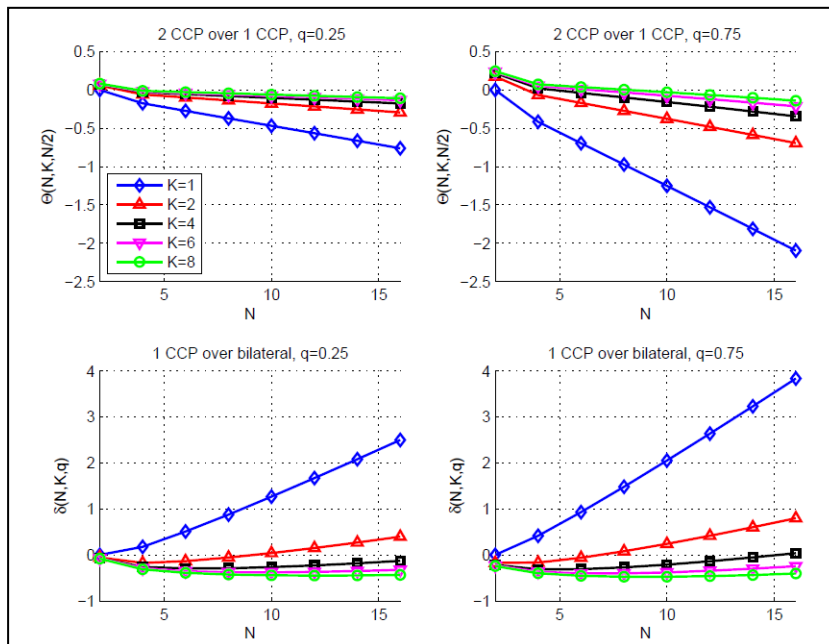 2 CCP over 1 CCP, q=0.25
0.5
0
−0.5
−1
−1.5
−2
−2.5
Θ(N,K,N/2)
K=1
K=2
K=4
K=6
K=8
5
10
15
N
2 CCP over 1 CCP, q=0.75
0.5
0
−0.5
−1
−1.5
−2
−2.5
Θ(N,K,N/2)
5
10
15
N
1 CCP over bilateral, q=0.25
4
3
2
1
0
−1
δ(N,K,q)
5
10
15
N
1 CCP over bilateral, q=0.75
4
3
2
1
0
−1
δ(N,K,q)
5
10
15
N